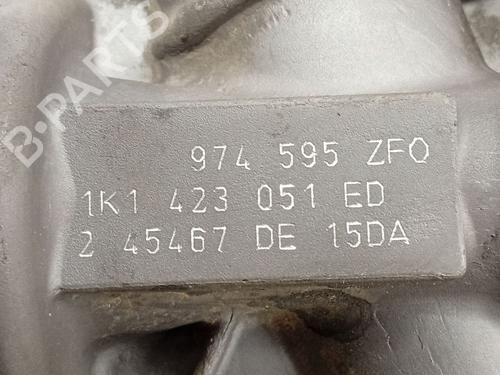 B-PARTS
974 595 ZFO
1K1 423 051 ED
2 45467 DE 15DA